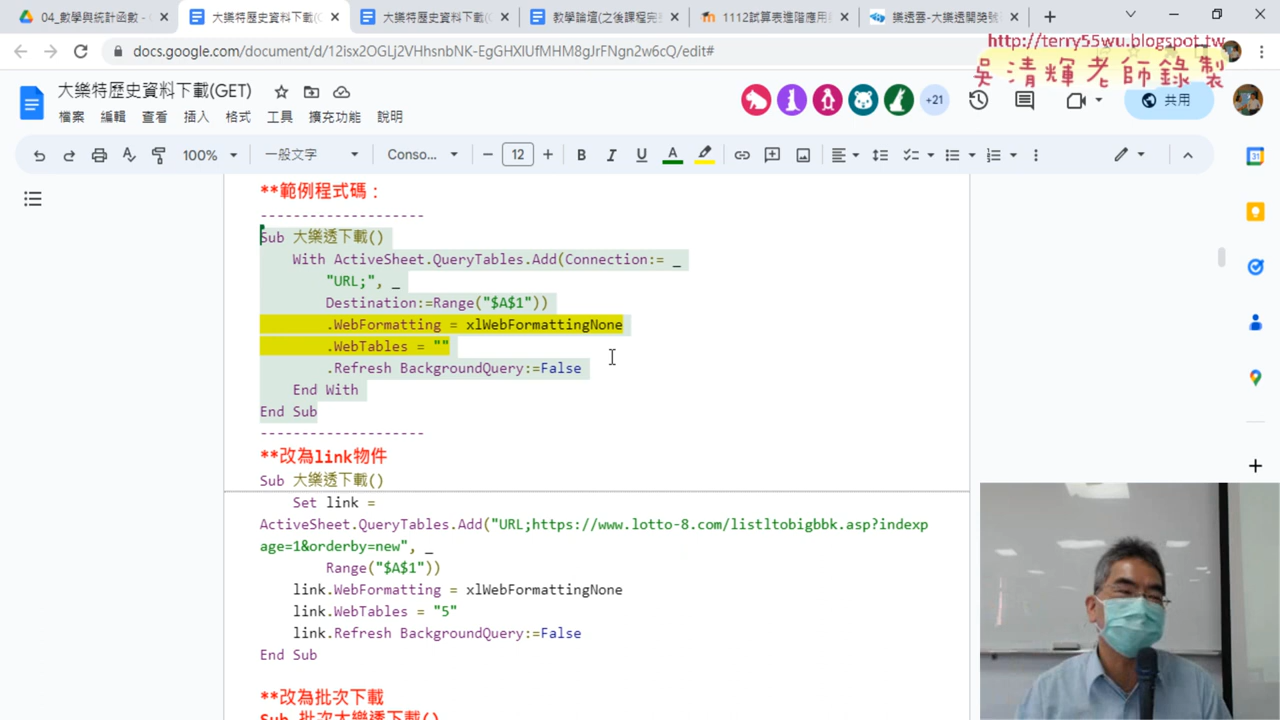 04_數學與統計函數 - G
大樂特歷史資料下載(G
大樂特歷史資料下載(
教學論壇(之後課程完
1112試算表進階應用
樂透雲-大樂透開獎號
docs.google.com/document/d/12isx2OGLj2VHhsnbNK-EgGHXIUfMHM8gJrFNgn2w6cQ/edit#
http://terry55wu.blogspot.tw
吳清輝老師錄製
大樂特歷史資料下載(GET)
+21
共用
檔案 編輯 查看 插入 格式 工具 擴充功能 說明
100% 一般文字 Conso... 12 B I U A
**範例程式碼：
--------------------
Sub 大樂透下載()
With ActiveSheet.QueryTables.Add(Connection:= _
"URL;", _
Destination:=Range("$A$1"))
.WebFormatting = xlWebFormattingNone
.WebTables = ""
.Refresh BackgroundQuery:=False
End With
End Sub
--------------------
**改為link物件
Sub 大樂透下載()
Set link =
ActiveSheet.QueryTables.Add("URL;https://www.lotto-8.com/listltobigbbk.asp?indexp
age=1&orderby=new", _
Range("$A$1"))
link.WebFormatting = xlWebFormattingNone
link.WebTables = "5"
link.Refresh BackgroundQuery:=False
End Sub
**改為批次下載
Sub 批次大樂透下載()